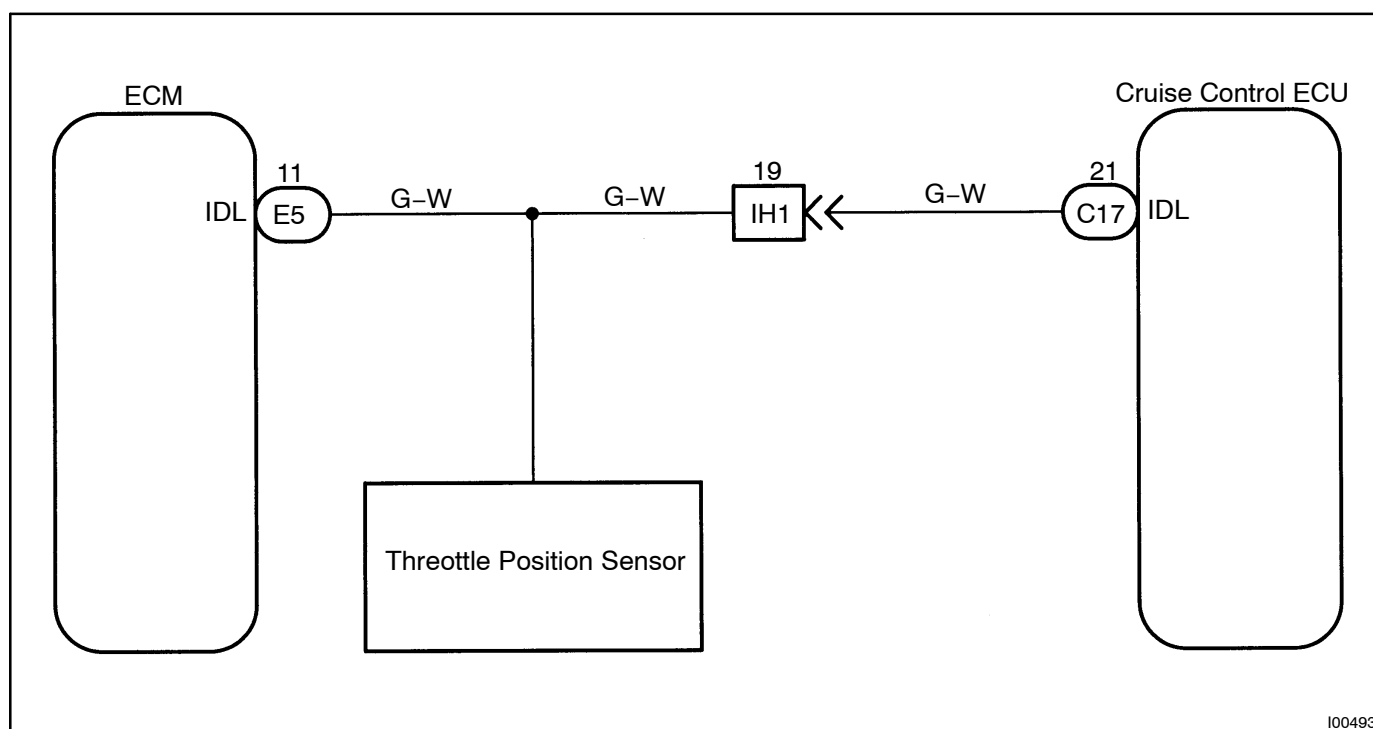 ECM
Cruise Control ECU
11
19
21
G–W
G–W
G–W
IDL
E5
IH1
C17
IDL
Threottle Position Sensor
I00493